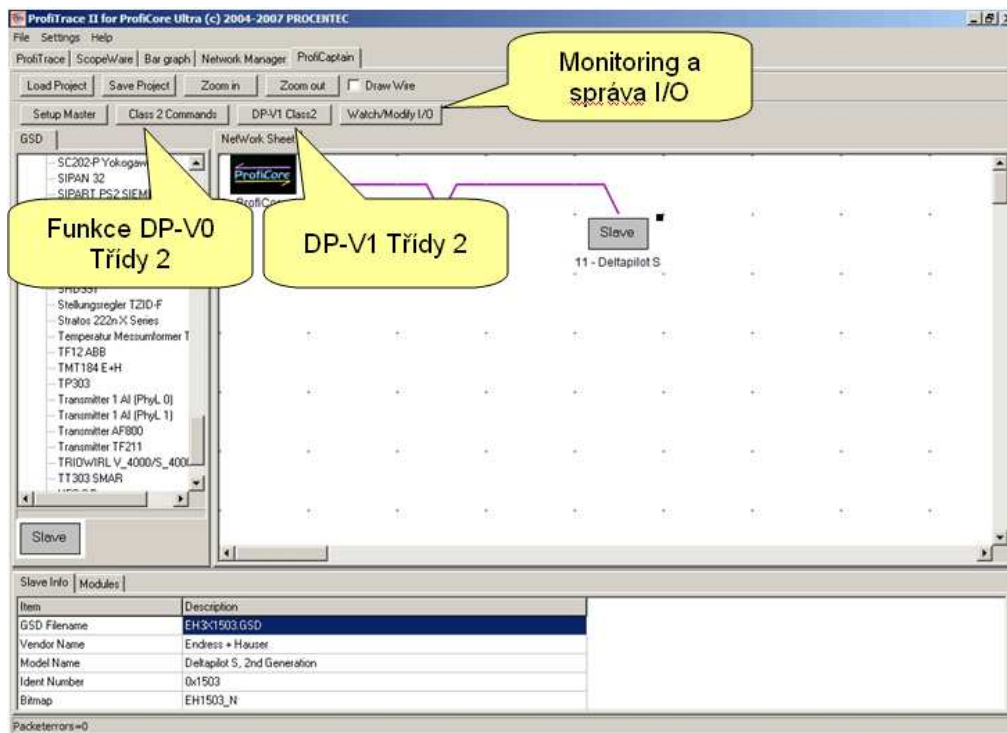 ProfiTrace II for ProfiCore Ultra (c) 2004-2007 PROCENTEC
File Settings Help
ProfiTrace ScopeWare Bar graph Network Manager ProfiCaptain
Load Project Save Project Zoom in Zoom out Draw Wire
Setup Master Class 2 Commands DP-V1 Class2 Watch/Modify I/O
Monitoring a
správa I/O
GSD
NetWork Sheet
SC202-P Yokogaw
SIPAN 32
SIPART PS2 SIEM
Funkce DP-V0
Třídy 2
DP-V1 Třídy 2
ProfiCore
Slave
11 - Deltapilot S
Stellungsregler TZID-F
Stratos 222n X Series
Temperatur Messumformer T
TF12 ABB
TMT184 E+H
TP303
Transmitter 1 AI (PhyL 0)
Transmitter 1 AI (PhyL 1)
Transmitter AF800
Transmitter TF211
TRIOWIRL V_4000/S_400
TT303 SMAR
Slave
Slave Info Modules
Item Description
GSD Filename EH3X1503.GSD
Vendor Name Endress + Hauser
Model Name Deltapilot S, 2nd Generation
Ident Number 0x1503
Bitmap EH1503_N
Packeterrors=0